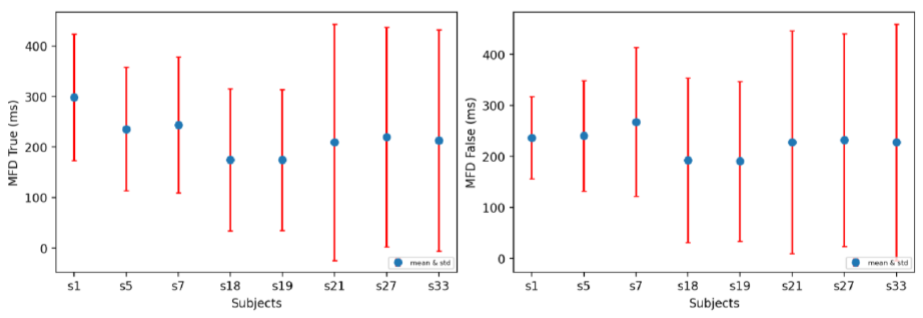 400
300
200
100
0
MFD True (ms)
mean & std
s1 s5 s7 s18 s19 s21 s27 s33
Subjects
400
300
200
100
0
MFD False (ms)
mean & std
s1 s5 s7 s18 s19 s21 s27 s33
Subjects